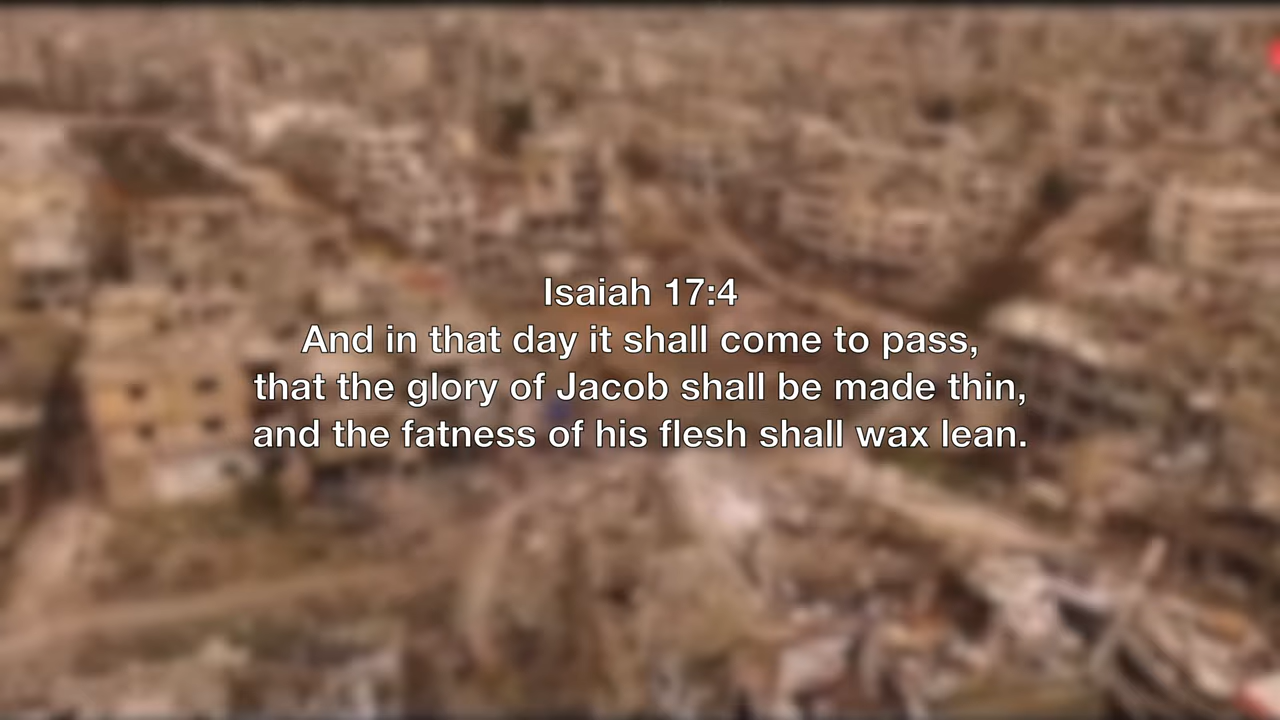 Isaiah 17:4
And in that day it shall come to pass,
that the glory of Jacob shall be made thin,
and the fatness of his flesh shall wax lean.